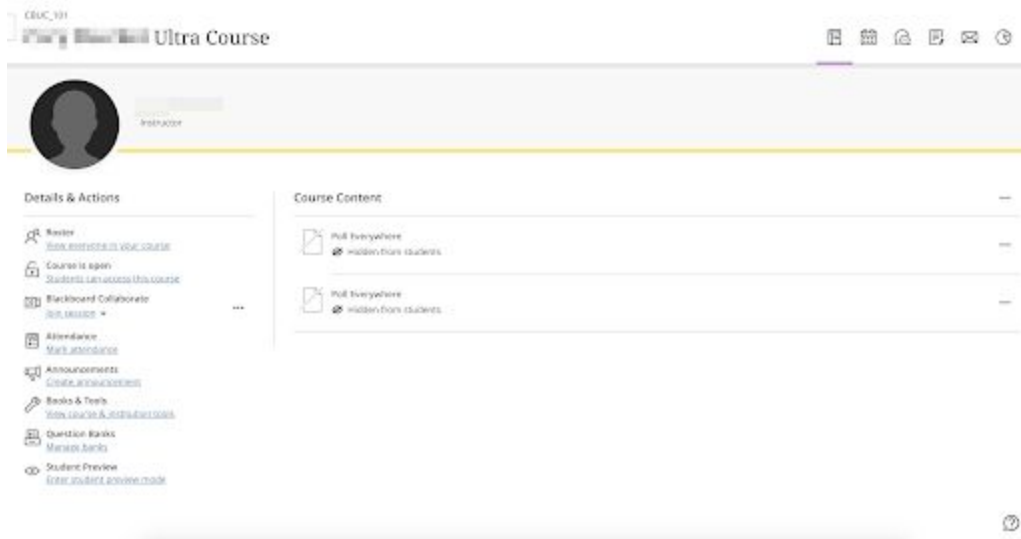 CBUC_101
Ultra Course
Instructor
Details & Actions
Roster
View everyone in your course
Course is open
Students can access this course
Blackboard Collaborate
Join session
Attendance
Mark attendance
Announcements
Create announcement
Books & Tools
View course & institution tools
Question Banks
Manage banks
Student Preview
Enter student preview mode
Course Content
Poll Everywhere
Hidden from students
Poll Everywhere
Hidden from students